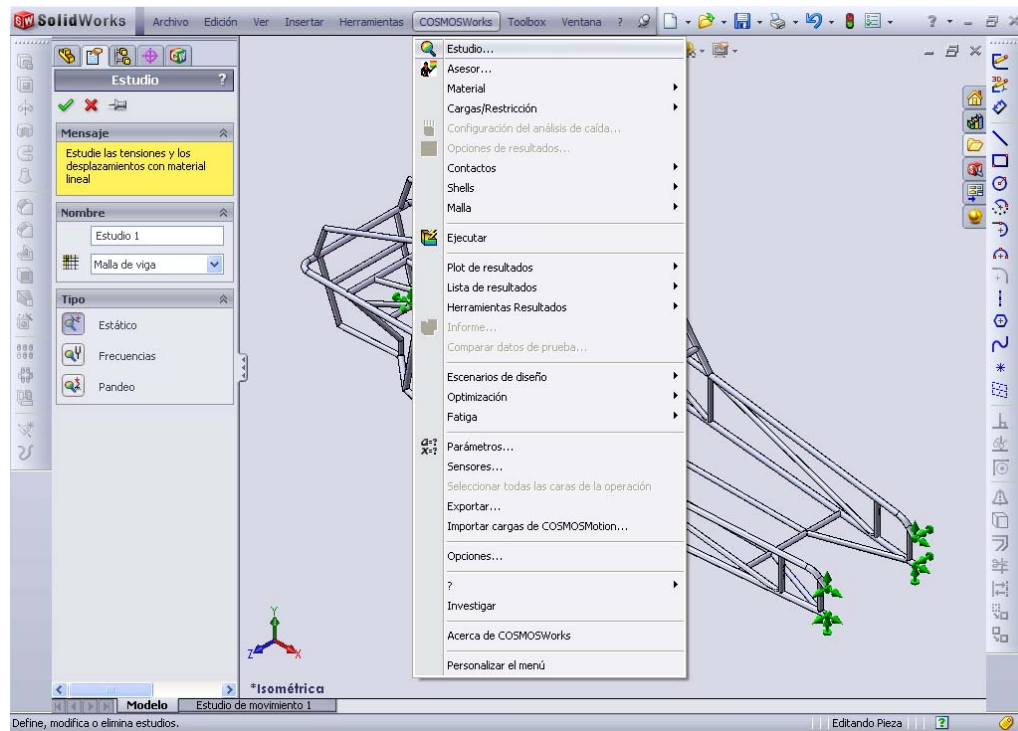 SolidWorks Archivo Edición Ver Insertar Herramientas COSMOSWorks Toolbox Ventana ? ?
Estudio ?
Mensaje
Estudie las tensiones y los
desplazamientos con material
lineal
Nombre
Estudio 1
Malla de viga
Tipo
Estático
Frecuencias
Pandeo
Estudio...
Asesor...
Material
Cargas/Restricción
Configuración del análisis de caída...
Opciones de resultados...
Contactos
Shells
Malla
Ejecutar
Plot de resultados
Lista de resultados
Herramientas Resultados
Informe...
Comparar datos de prueba...
Escenarios de diseño
Optimización
Fatiga
Parámetros...
Sensores...
Seleccionar todas las caras de la operación
Exportar...
Importar cargas de COSMOSMotion...
Opciones...
?
Investigar
Acerca de COSMOSWorks
Personalizar el menú
Y
Z X
*Isométrica
Modelo Estudio de movimiento 1
Define, modifica o elimina estudios. Editando Pieza ?